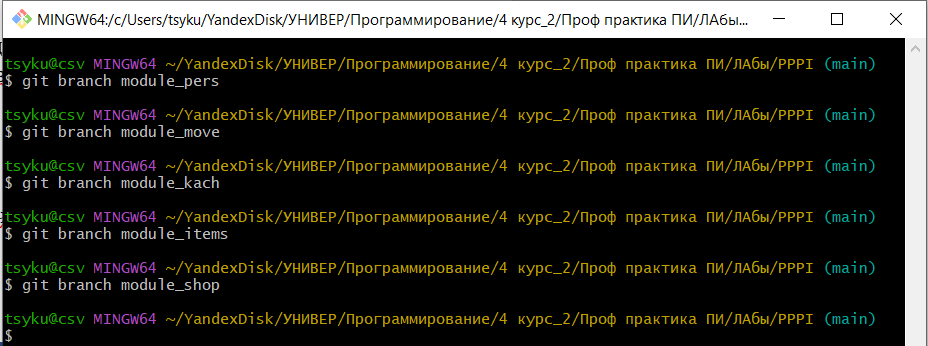 MINGW64:/c/Users/tsyku/YandexDisk/УНИВЕР/Программирование/4 курс_2/Проф практика ПИ/ЛАбы...
tsyku@csv MINGW64 ~/YandexDisk/УНИВЕР/Программирование/4 курс_2/Проф практика ПИ/ЛАбы/PPPI (main)
$ git branch module_pers
tsyku@csv MINGW64 ~/YandexDisk/УНИВЕР/Программирование/4 курс_2/Проф практика ПИ/ЛАбы/PPPI (main)
$ git branch module_move
tsyku@csv MINGW64 ~/YandexDisk/УНИВЕР/Программирование/4 курс_2/Проф практика ПИ/ЛАбы/PPPI (main)
$ git branch module_kach
tsyku@csv MINGW64 ~/YandexDisk/УНИВЕР/Программирование/4 курс_2/Проф практика ПИ/ЛАбы/PPPI (main)
$ git branch module_items
tsyku@csv MINGW64 ~/YandexDisk/УНИВЕР/Программирование/4 курс_2/Проф практика ПИ/ЛАбы/PPPI (main)
$ git branch module_shop
tsyku@csv MINGW64 ~/YandexDisk/УНИВЕР/Программирование/4 курс_2/Проф практика ПИ/ЛАбы/PPPI (main)
$